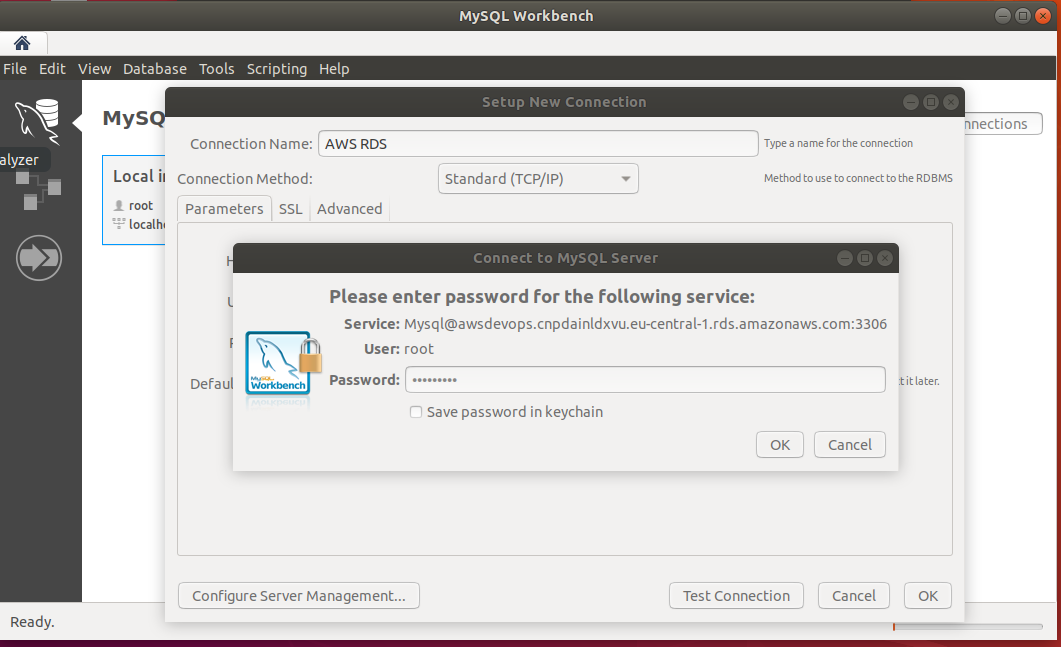 MySQL Workbench
File Edit View Database Tools Scripting Help
Setup New Connection
MySQ
nnections
Connection Name: AWS RDS Type a name for the connection
alyzer
Connection Method: Standard (TCP/IP) Method to use to connect to the RDBMS
Local in
root
localho
Parameters SSL Advanced
Connect to MySQL Server
Please enter password for the following service:
Service: Mysql@awsdevops.cnpdainldxvu.eu-central-1.rds.amazonaws.com:3306
User: root
Password: •••••••••
MySQL
Workbench
Defaul
t it later.
Save password in keychain
OK Cancel
Configure Server Management... Test Connection Cancel OK
Ready.